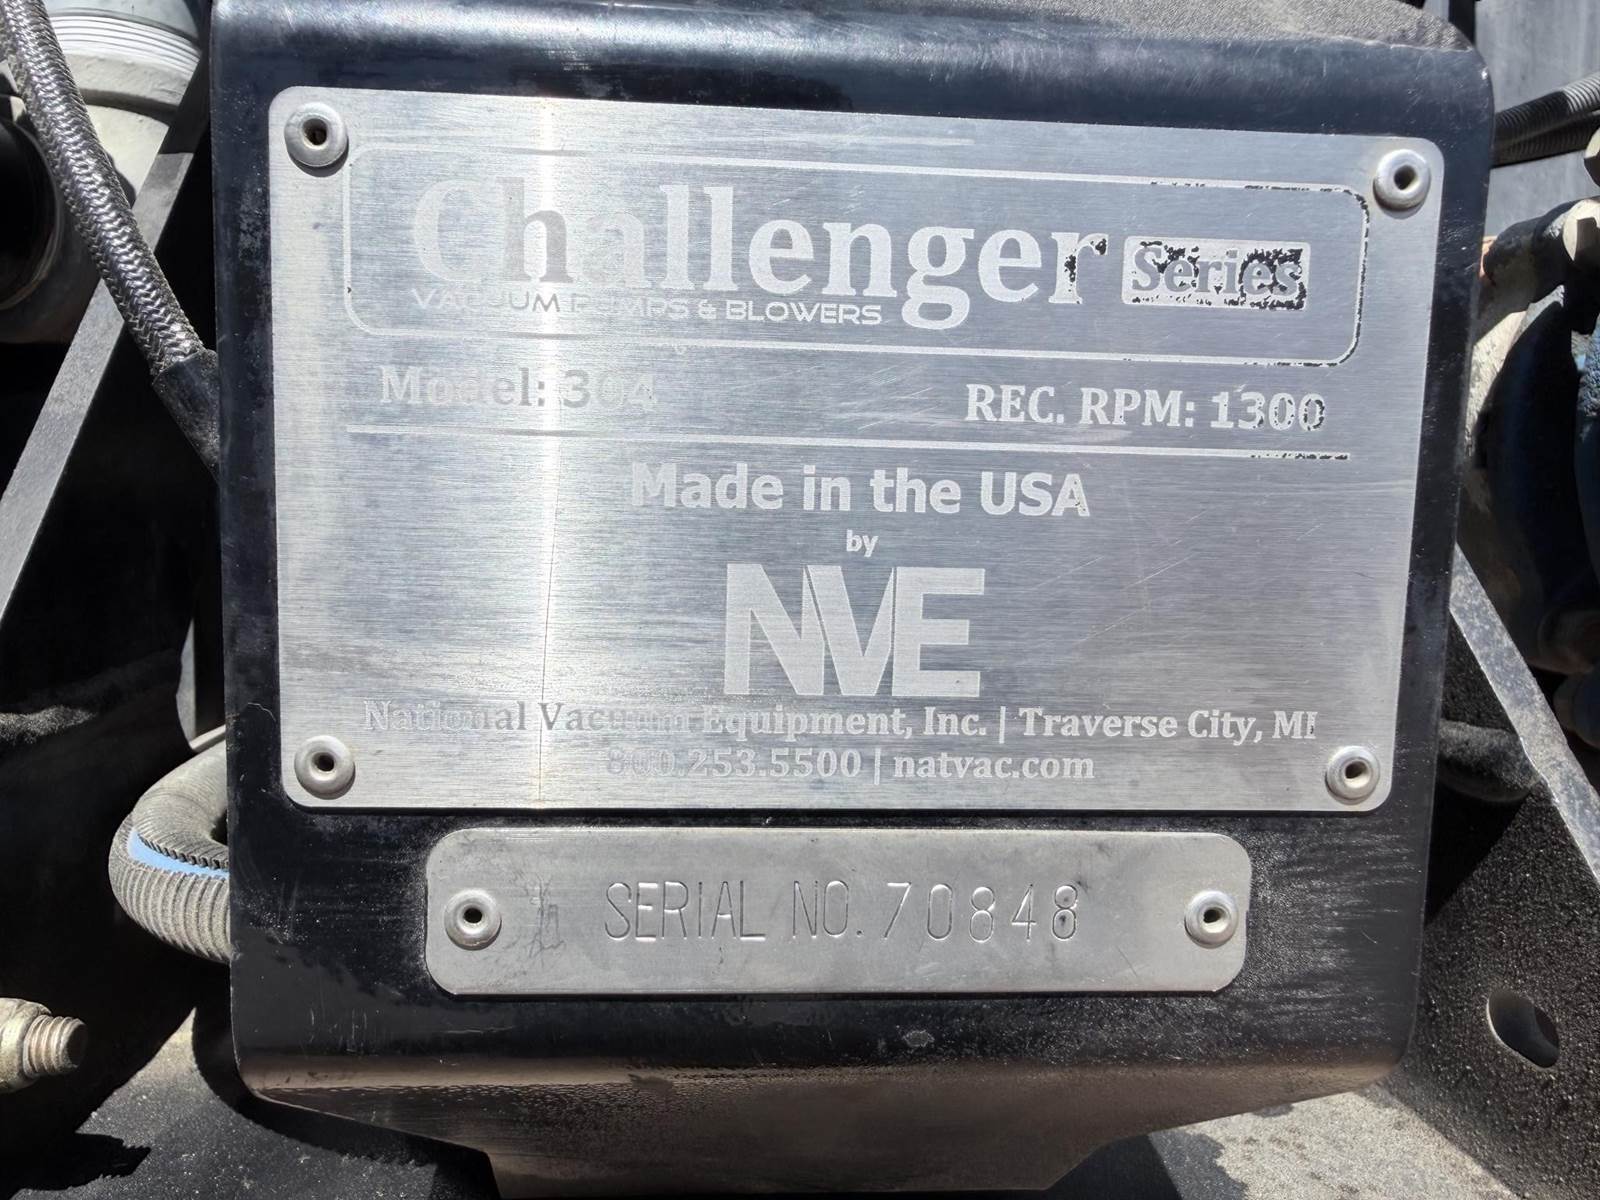 Challenger Series
VACUUM PUMPS & BLOWERS
Model: 304 REC. RPM: 1300
Made in the USA
by
NVE
National Vacuum Equipment, Inc. | Traverse City, MI
800.253.5500 | natvac.com
SERIAL NO. 70848